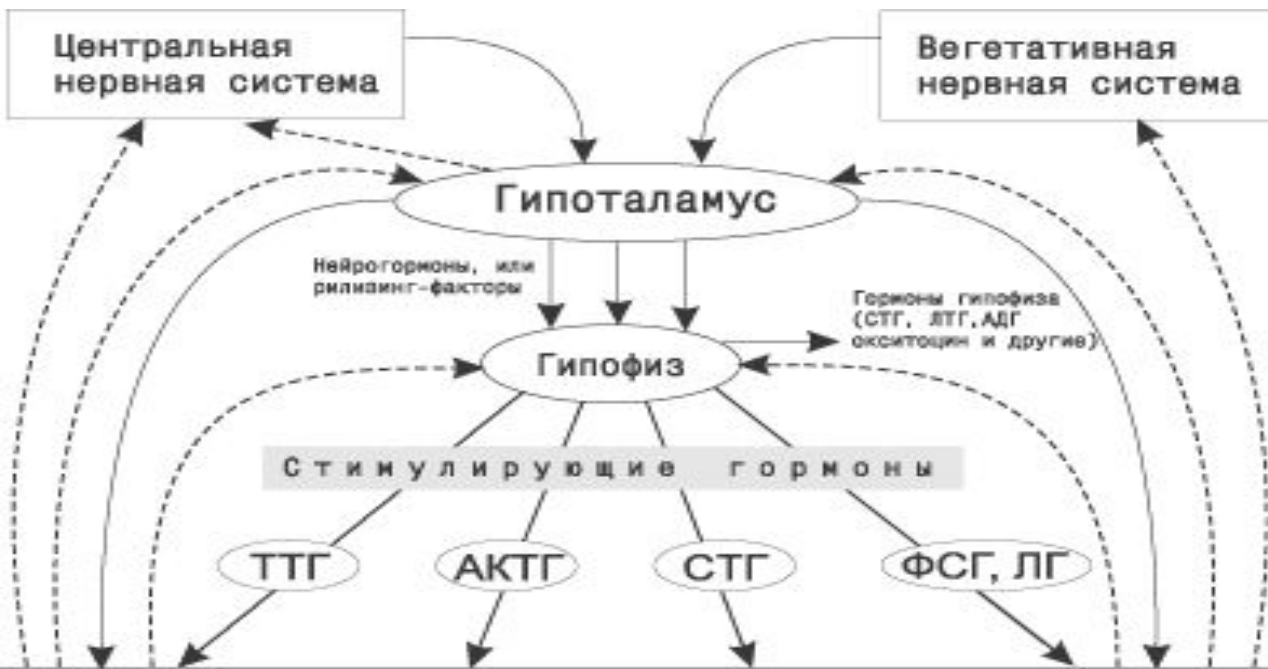 Центральная
нервная система
Вегетативная
нервная система
Гипоталамус
Нейрогормоны, или
рилизинг-факторы
Гормоны гипофиза
(СТГ, ЛТГ,АДГ
окситоцин и другие)
Гипофиз
Стимулирующие гормоны
ТТГ
АКТГ
СТГ
ФСГ, ЛГ